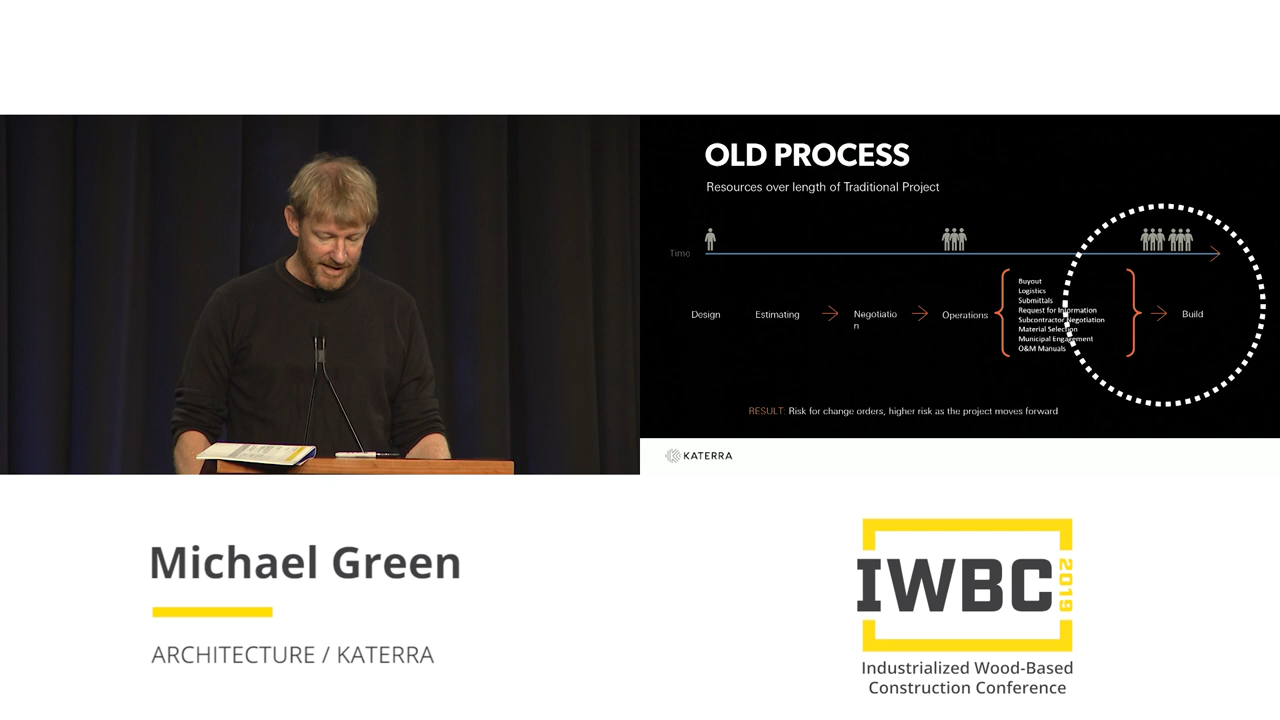 OLD PROCESS
Resources over length of Traditional Project
Time
Design
Estimating
Negotiatio
n
Operations
Buyout
Logistics
Submittals
Request for Information
Subcontractor Negotiation
Material Selection
Municipal Engagement
O&M Manuals
Build
RESULT: Risk for change orders, higher risk as the project moves forward
KATERRA
Michael Green
ARCHITECTURE / KATERRA
IWBC
2019
Industrialized Wood-Based
Construction Conference